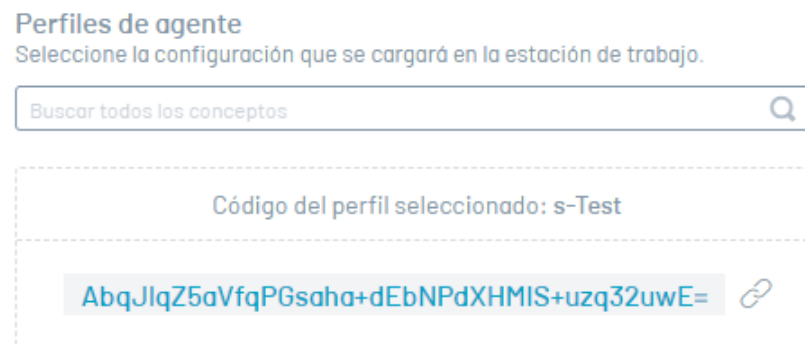 Perfiles de agente
Seleccione la configuración que se cargará en la estación de trabajo.
Buscar todos los conceptos
Código del perfil seleccionado: s-Test
AbqJlqZ5aVfqPGsaha+dEbNPdXHMIS+uzq32uwE=